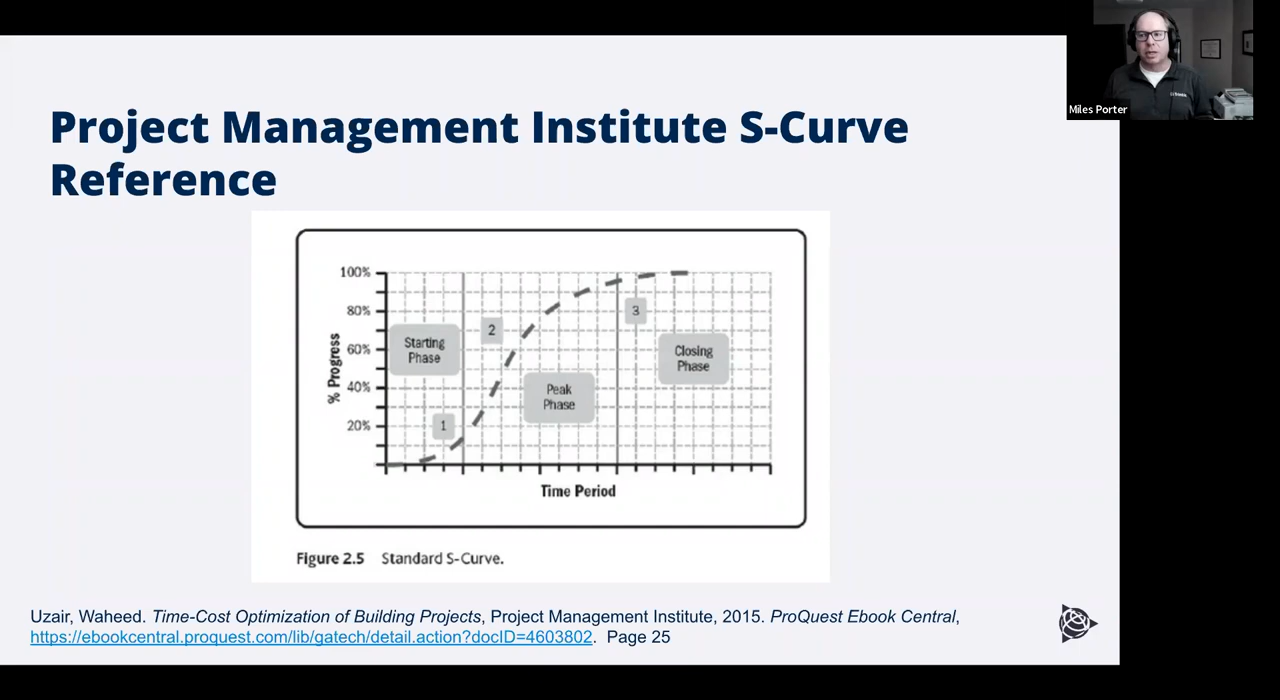 Miles Porter
Project Management Institute S-Curve
Reference
100%
80%
60%
40%
20%
% Progress
Starting
Phase
1
2
Peak
Phase
3
Closing
Phase
Time Period
Figure 2.5 Standard S-Curve.
Uzair, Waheed. Time-Cost Optimization of Building Projects, Project Management Institute, 2015. ProQuest Ebook Central,
https://ebookcentral.proquest.com/lib/gatech/detail.action?docID=4603802. Page 25